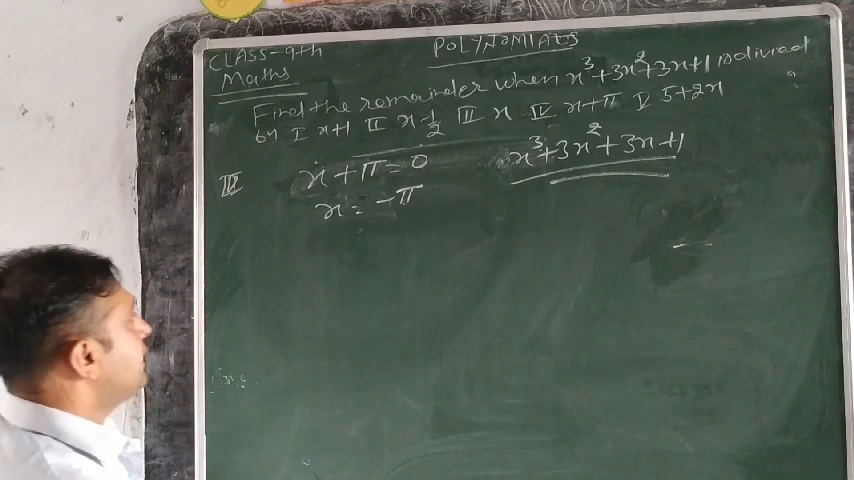 CLASS-9th
Maths
POLYNOMIALS
Find the remainder when x³+3x²+3x+1 is divided
by I x+1 II x-1/2 III x IV x+π V 5+2x ?
IV x+π=0 x³+3x²+3x+1
x=-π